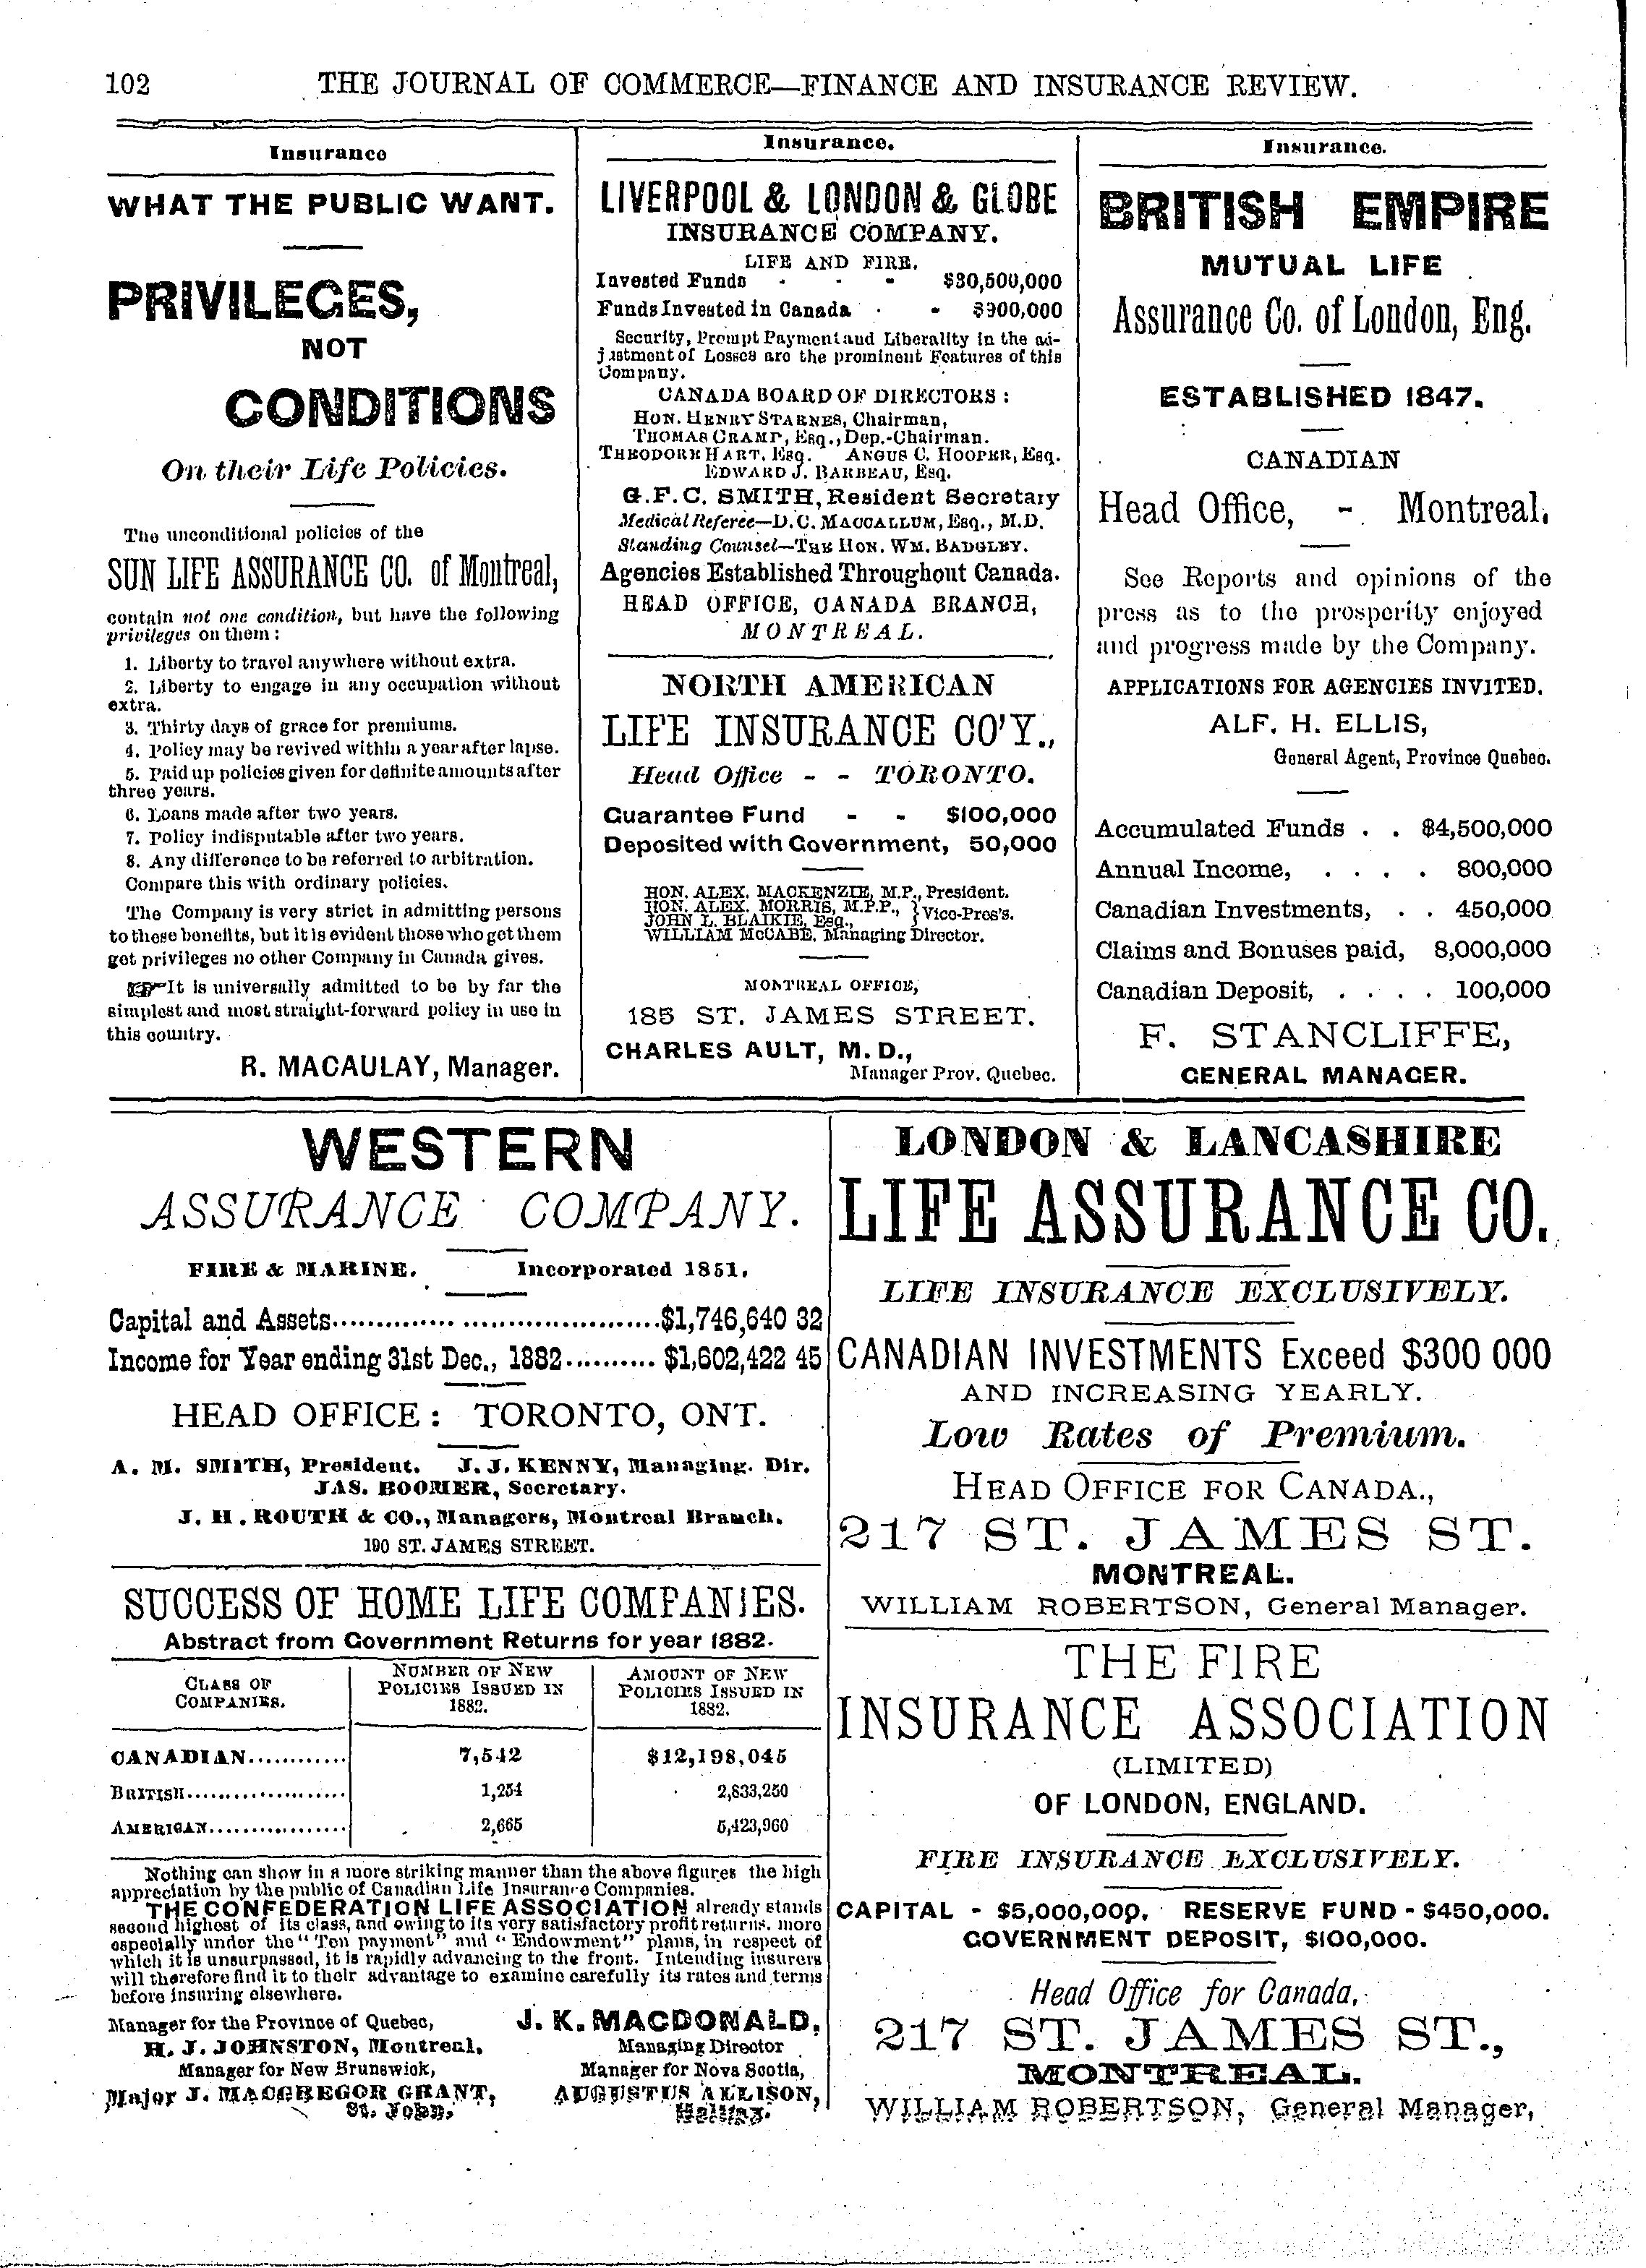 102 THE JOURNAL OF COMMERCE—FINANCE AND INSURANCE REVIEW.
Insurance
WHAT THE PUBLIC WANT.
PRIVILEGES,
NOT
CONDITIONS
On their Life Policies.
The unconditional policies of the
SUN LIFE ASSURANCE CO. of Montreal,
contain not one condition, but have the following
privileges on them:
1. Liberty to travel anywhere without extra.
2. Liberty to engage in any occupation without
extra.
3. Thirty days of grace for premiums.
4. Policy may be revived within a year after lapse.
5. Paid up policies given for definite amounts after
three years.
6. Loans made after two years.
7. Policy indisputable after two years.
8. Any difference to be referred to arbitration.
Compare this with ordinary policies.
The Company is very strict in admitting persons
to these benefits, but it is evident those who get them
get privileges no other Company in Canada gives.
☞It is universally admitted to be by far the
simplest and most straight-forward policy in use in
this country.
R. MACAULAY, Manager.
Insurance.
LIVERPOOL & LONDON & GLOBE
INSURANCE COMPANY.
LIFE AND FIRE.
Invested Funds - - - $30,500,000
Funds Invested in Canada - - $900,000
Security, Prompt Payment and Liberality in the ad-
justment of Losses are the prominent Features of this
Company.
CANADA BOARD OF DIRECTORS:
HON. HENRY STARNES, Chairman,
THOMAS CRAMP, Esq., Dep.-Chairman.
THEODORE HART, Esq. ANGUS C. HOOPER, Esq.
EDWARD J. BARBEAU, Esq.
G. F. C. SMITH, Resident Secretary
Medical Referee—D. C. MACCALLUM, Esq., M.D.
Standing Counsel—THE HON. WM. BADGLEY.
Agencies Established Throughout Canada.
HEAD OFFICE, CANADA BRANCH,
MONTREAL.
NORTH AMERICAN
LIFE INSURANCE CO'Y.,
Head Office - - TORONTO.
Guarantee Fund - - $100,000
Deposited with Government, 50,000
HON. ALEX. MACKENZIE, M.P., President.
HON. ALEX. MORRIS, M.P.P., } Vice-Pres's.
JOHN L. BLAIKIE, Esq.,
WILLIAM McCABE, Managing Director.
MONTREAL OFFICE,
185 ST. JAMES STREET.
CHARLES AULT, M. D.,
Manager Prov. Quebec.
Insurance.
BRITISH EMPIRE
MUTUAL LIFE
Assurance Co. of London, Eng.
ESTABLISHED 1847.
CANADIAN
Head Office, - Montreal.
See Reports and opinions of the
press as to the prosperity enjoyed
and progress made by the Company.
APPLICATIONS FOR AGENCIES INVITED.
ALF. H. ELLIS,
General Agent, Province Quebec.
Accumulated Funds . . $4,500,000
Annual Income, . . . . 800,000
Canadian Investments, . . 450,000
Claims and Bonuses paid, 8,000,000
Canadian Deposit, . . . . 100,000
F. STANCLIFFE,
GENERAL MANAGER.
WESTERN
ASSURANCE COMPANY.
FIRE & MARINE. Incorporated 1851.
Capital and Assets.................................$1,746,640 32
Income for Year ending 31st Dec., 1882.......... $1,602,422 45
HEAD OFFICE: TORONTO, ONT.
A. M. SMITH, President. J. J. KENNY, Managing. Dir.
JAS. BOOMER, Secretary.
J. H. ROUTH & CO., Managers, Montreal Branch.
190 ST. JAMES STREET.
SUCCESS OF HOME LIFE COMPANIES.
Abstract from Government Returns for year 1882.
CLASS OF COMPANIES. NUMBER OF NEW POLICIES ISSUED IN 1882. AMOUNT OF NEW POLICIES ISSUED IN 1882.
CANADIAN............ 7,542 $12,198,045
BRITISH.................... 1,254 2,833,250
AMERICAN................. 2,665 5,423,960
Nothing can show in a more striking manner than the above figures the high
appreciation by the public of Canadian Life Insurance Companies.
THE CONFEDERATION LIFE ASSOCIATION already stands
second highest of its class, and owing to its very satisfactory profit returns, more
especially under the "Ten payment" and "Endowment" plans, in respect of
which it is unsurpassed, it is rapidly advancing to the front. Intending insurers
will therefore find it to their advantage to examine carefully its rates and terms
before insuring elsewhere.
Manager for the Province of Quebec,
H. J. JOHNSTON, Montreal.
Manager for New Brunswick,
Major J. MACGREGOR GRANT,
St. John.
J. K. MACDONALD,
Managing Director
Manager for Nova Scotia,
AUGUSTUS ALLISON,
Halifax.
LONDON & LANCASHIRE
LIFE ASSURANCE CO.
LIFE INSURANCE EXCLUSIVELY.
CANADIAN INVESTMENTS Exceed $300 000
AND INCREASING YEARLY.
Low Rates of Premium.
HEAD OFFICE FOR CANADA.,
217 ST. JAMES ST.
MONTREAL.
WILLIAM ROBERTSON, General Manager.
THE FIRE
INSURANCE ASSOCIATION
(LIMITED)
OF LONDON, ENGLAND.
FIRE INSURANCE EXCLUSIVELY.
CAPITAL - $5,000,000. RESERVE FUND - $450,000.
GOVERNMENT DEPOSIT, $100,000.
Head Office for Canada,
217 ST. JAMES ST.,
MONTREAL.
WILLIAM ROBERTSON, General Manager,